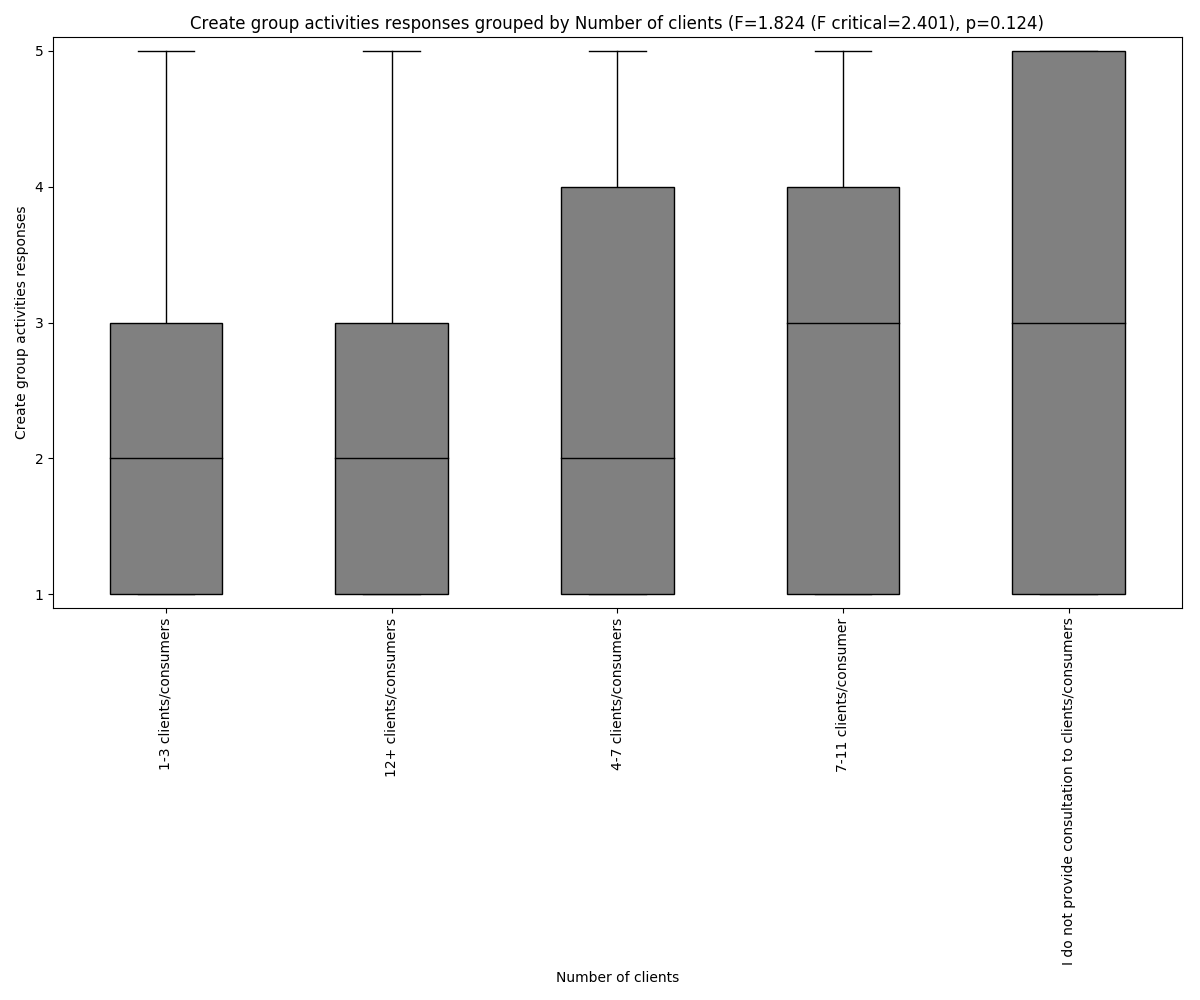 Create group activities responses grouped by Number of clients (F=1.824 (F critical=2.401), p=0.124)
Create group activities responses
5
4
3
2
1
1-3 clients/consumers
12+ clients/consumers
4-7 clients/consumers
7-11 clients/consumer
I do not provide consultation to clients/consumers
Number of clients